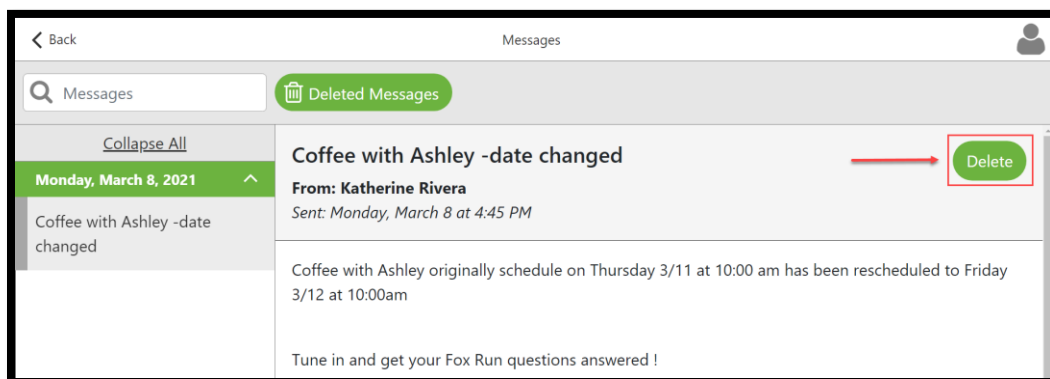 Back
Messages
Messages
Deleted Messages
Collapse All
Monday, March 8, 2021
Coffee with Ashley -date
changed
Coffee with Ashley -date changed
Delete
From: Katherine Rivera
Sent: Monday, March 8 at 4:45 PM
Coffee with Ashley originally schedule on Thursday 3/11 at 10:00 am has been rescheduled to Friday
3/12 at 10:00am
Tune in and get your Fox Run questions answered !